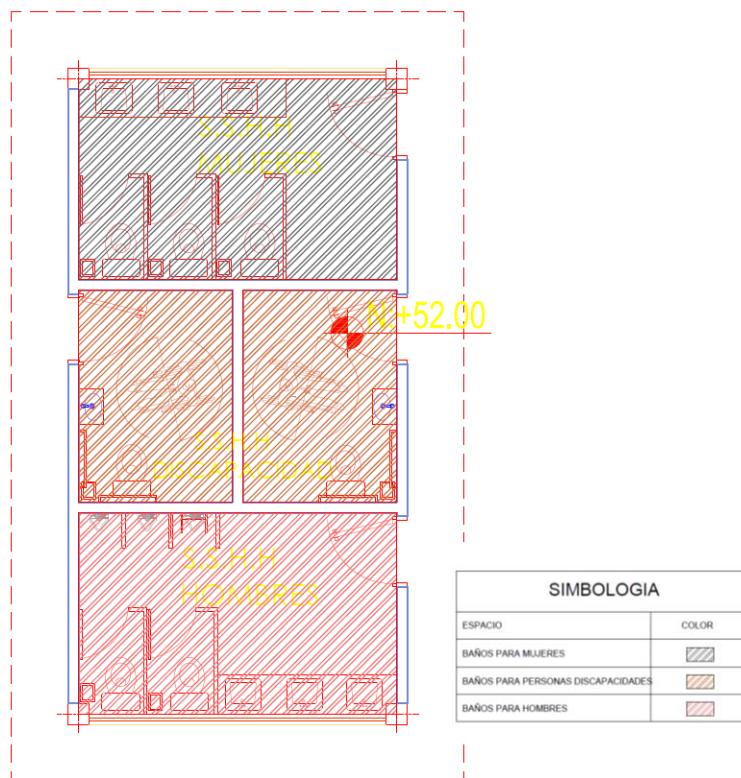 S.S.H.H
MUJERES
N.+52.00
S.S H.H
DISCAPACIDAD
S.S H.H
HOMBRES
SIMBOLOGIA
ESPACIO COLOR
BAÑOS PARA MUJERES
BAÑOS PARA PERSONAS DISCAPACIDADES
BAÑOS PARA HOMBRES